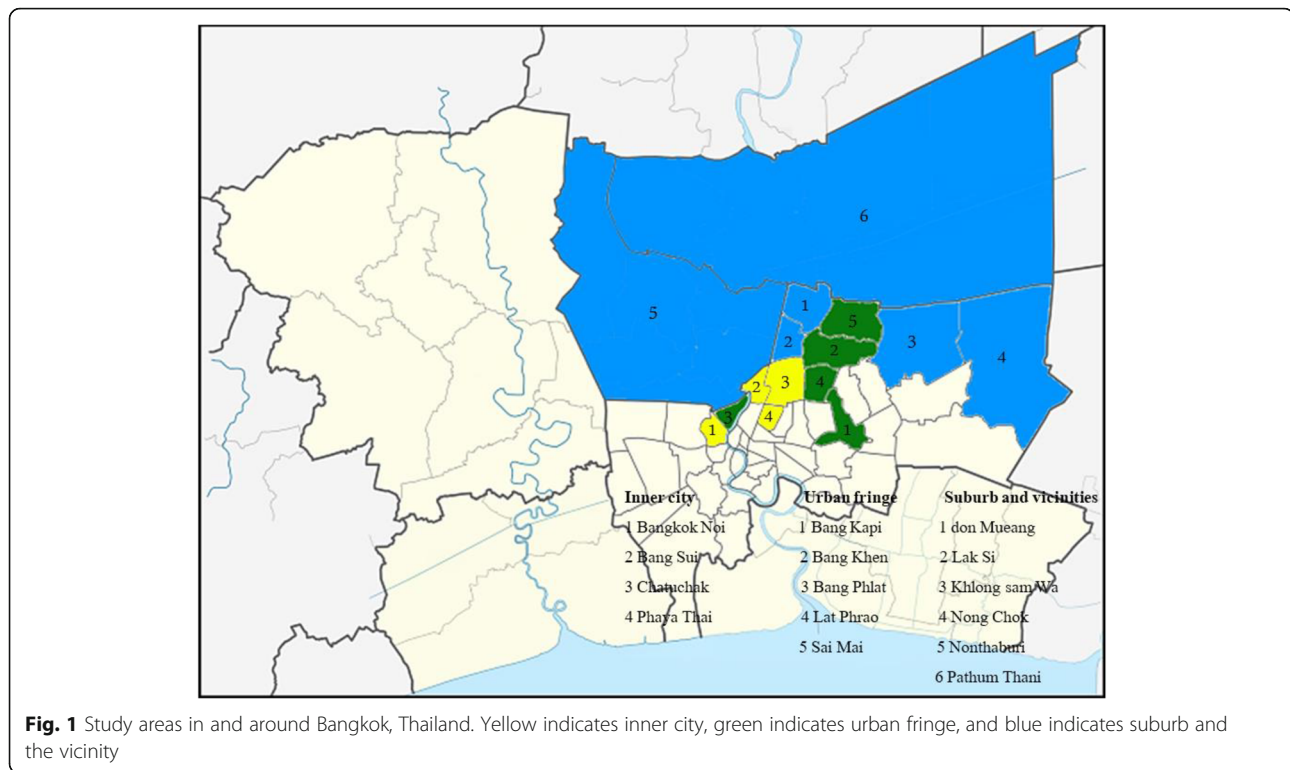 6
5
1
5
2
2
3
4
3
2
4
4
3
1
1
Inner city
1 Bangkok Noi
2 Bang Sui
3 Chatuchak
4 Phaya Thai
Urban fringe
1 Bang Kapi
2 Bang Khen
3 Bang Phlat
4 Lat Phrao
5 Sai Mai
Suburb and vicinities
1 don Mueang
2 Lak Si
3 Khlong sam Wa
4 Nong Chok
5 Nonthaburi
6 Pathum Thani
Fig. 1 Study areas in and around Bangkok, Thailand. Yellow indicates inner city, green indicates urban fringe, and blue indicates suburb and
the vicinity